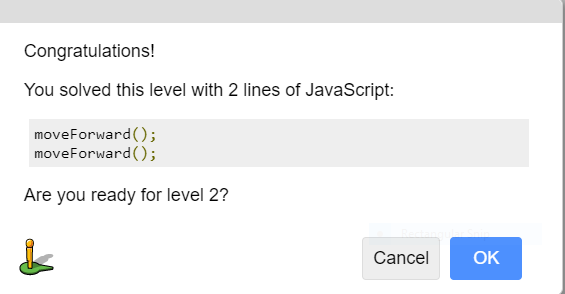 Congratulations!
You solved this level with 2 lines of JavaScript:
moveForward();
moveForward();
Are you ready for level 2?
Cancel
OK